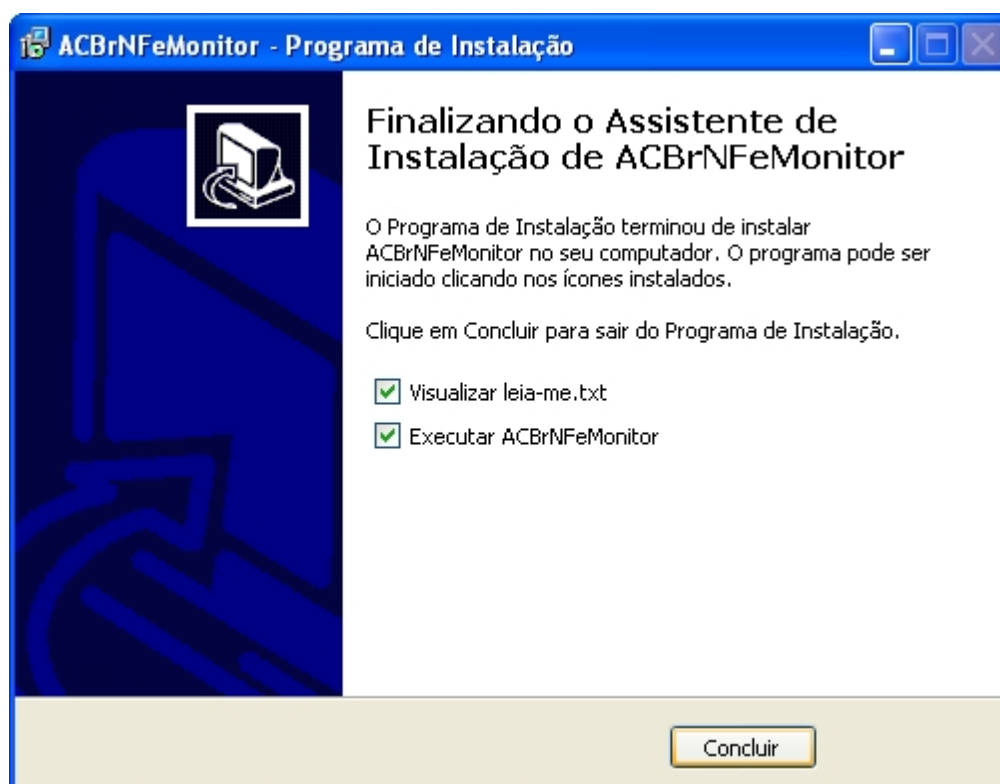 ACBrNFeMonitor - Programa de Instalação
Finalizando o Assistente de
Instalação de ACBrNFeMonitor
O Programa de Instalação terminou de instalar
ACBrNFeMonitor no seu computador. O programa pode ser
iniciado clicando nos ícones instalados.
Clique em Concluir para sair do Programa de Instalação.
Visualizar leia-me.txt
Executar ACBrNFeMonitor
Concluir